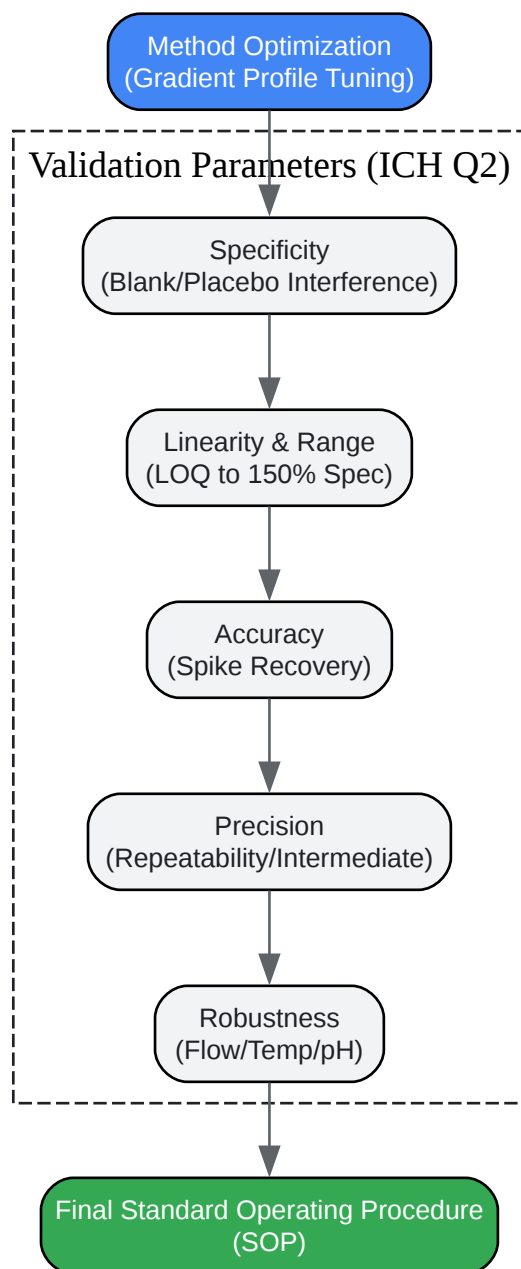 Method Optimization
(Gradient Profile Tuning)
Validation Parameters (ICH Q2)
Specificity
(Blank/Placebo Interference)
Linearity & Range
(LOQ to 150% Spec)
Accuracy
(Spike Recovery)
Precision
(Repeatability/Intermediate)
Robustness
(Flow/Temp/pH)
Final Standard Operating Procedure
(SOP)